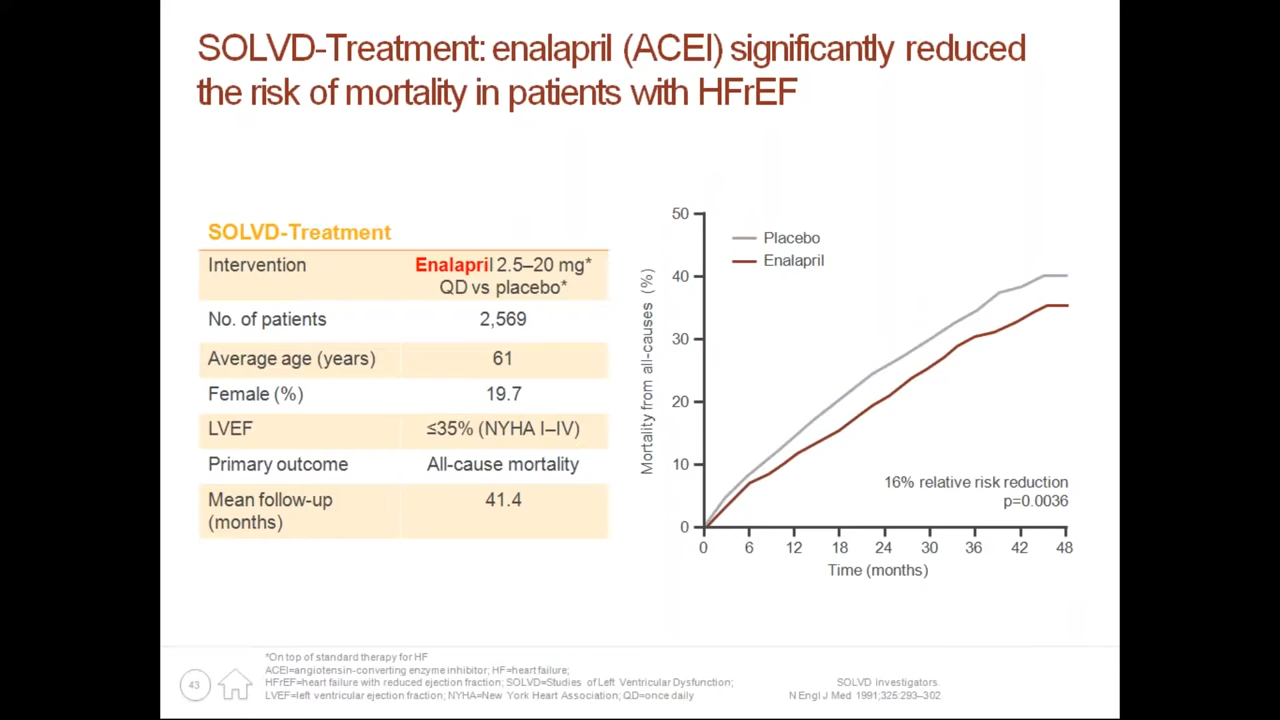 SOLVD-Treatment: enalapril (ACEI) significantly reduced
the risk of mortality in patients with HFrEF
SOLVD-Treatment
Intervention
Enalapril 2.5–20 mg*
QD vs placebo*
No. of patients
2,569
Average age (years)
61
Female (%)
19.7
LVEF
≤35% (NYHA I–IV)
Primary outcome
All-cause mortality
Mean follow-up
(months)
41.4
Mortality from all-causes (%)
50
40
30
20
10
0
Placebo
Enalapril
16% relative risk reduction
p=0.0036
0 6 12 18 24 30 36 42 48
Time (months)
43
*On top of standard therapy for HF
ACEI=angiotensin-converting enzyme inhibitor; HF=heart failure;
HFrEF=heart failure with reduced ejection fraction; SOLVD=Studies of Left Ventricular Dysfunction;
LVEF=left ventricular ejection fraction; NYHA=New York Heart Association; QD=once daily
SOLVD investigators.
N Engl J Med 1991;325:293–302